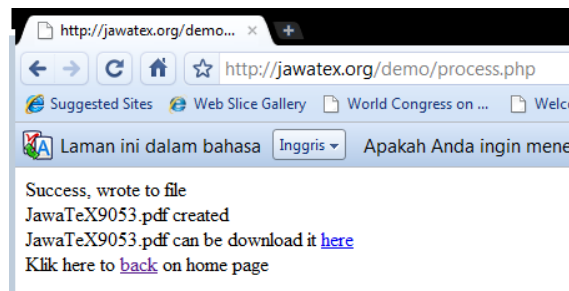 http://jawatex.org/demo...
http://jawatex.org/demo/process.php
Suggested Sites Web Slice Gallery World Congress on ... Welc
Laman ini dalam bahasa Inggris Apakah Anda ingin mene
Success, wrote to file
JawaTeX9053.pdf created
JawaTeX9053.pdf can be download it here
Klik here to back on home page